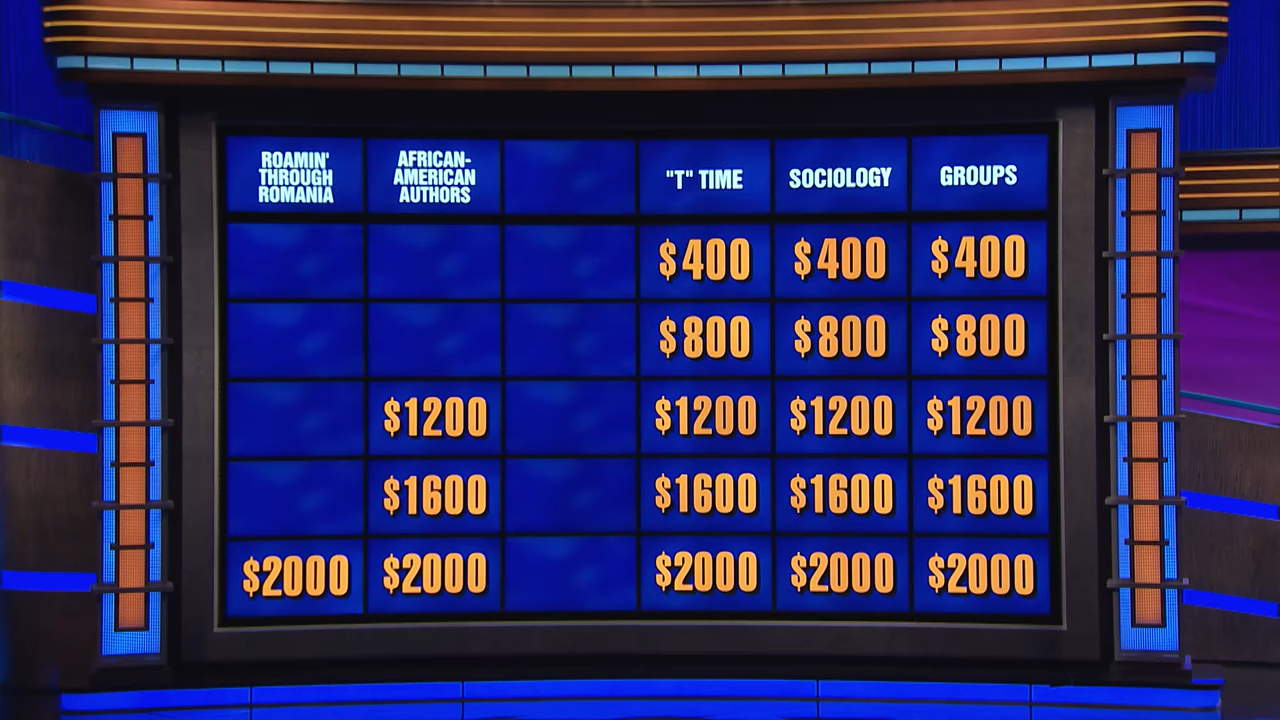 ROAMIN'
THROUGH
ROMANIA
AFRICAN-
AMERICAN
AUTHORS
"T" TIME
SOCIOLOGY
GROUPS
$400 $400 $400
$800 $800 $800
$1200 $1200 $1200 $1200
$1600 $1600 $1600 $1600
$2000 $2000 $2000 $2000 $2000